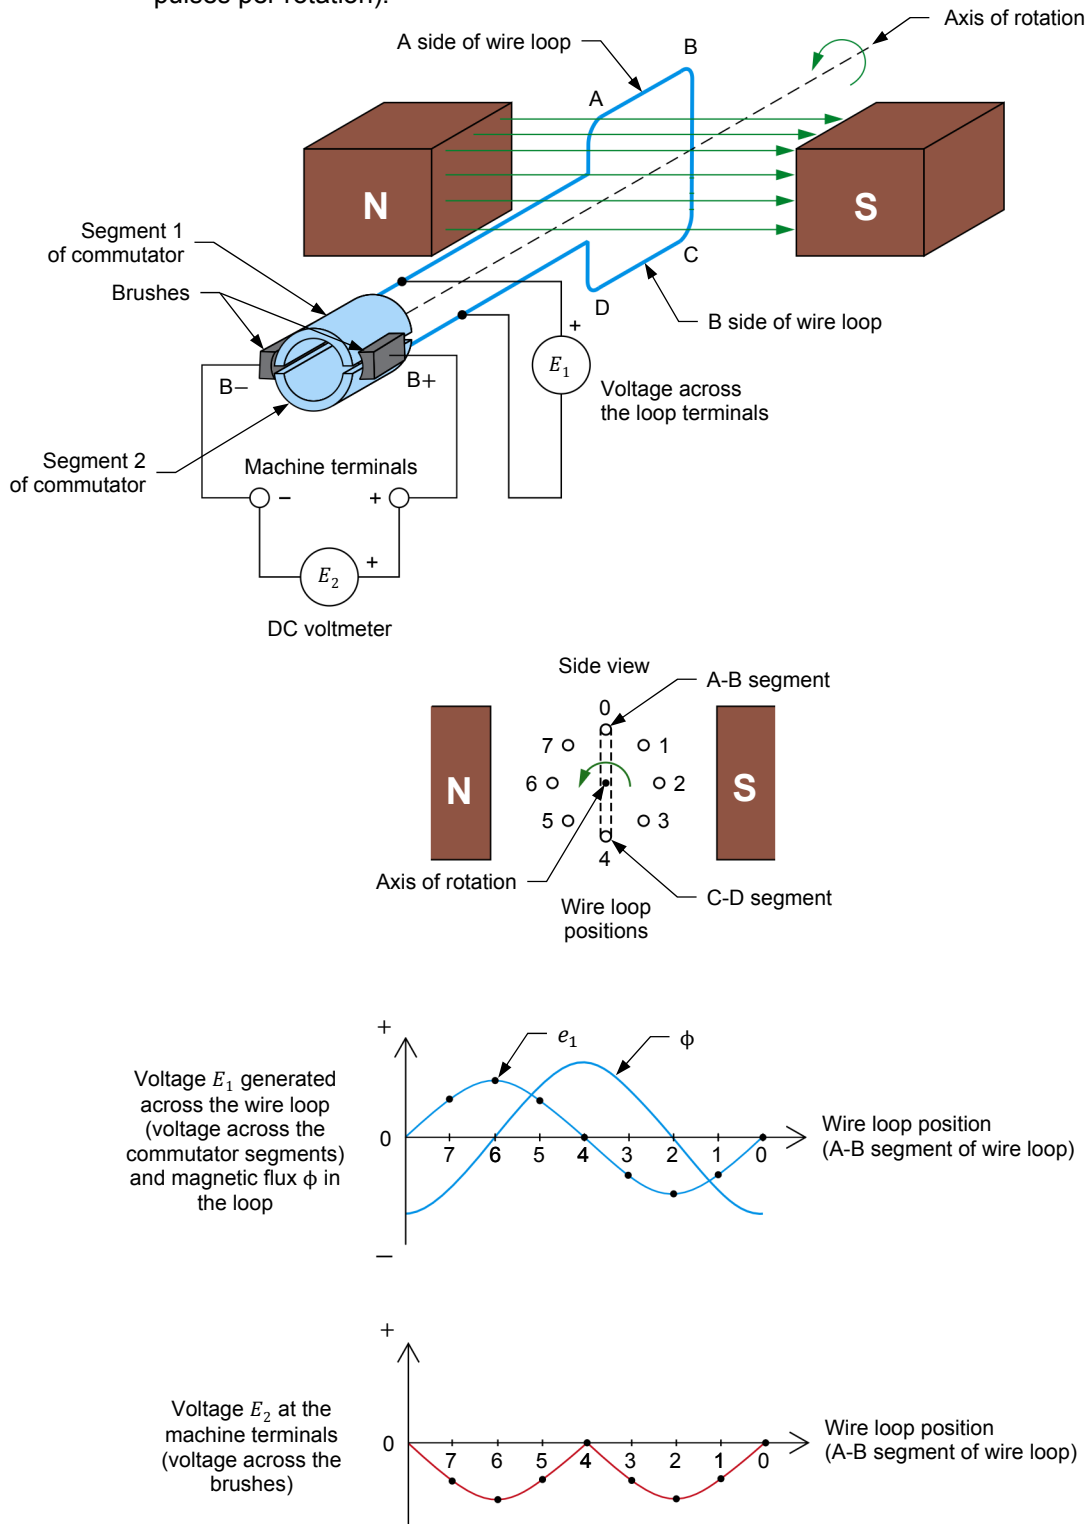 pulses per rotation).
Axis of rotation
A side of wire loop
B
A
N
S
Segment 1
of commutator
C
Brushes
D
B side of wire loop
+
E₁
B−
B+
Voltage across
the loop terminals
Segment 2
of commutator
Machine terminals
−
+
E₂
+
DC voltmeter
Side view
A-B segment
0
7
1
N
6
2
S
5
3
4
Axis of rotation
C-D segment
Wire loop
positions
+
e₁
ϕ
Voltage E₁ generated
across the wire loop
(voltage across the
commutator segments)
and magnetic flux ϕ in
the loop
0
7 6 5 4 3 2 1 0
Wire loop position
(A-B segment of wire loop)
−
+
Voltage E₂ at the
machine terminals
(voltage across the
brushes)
0
7 6 5 4 3 2 1 0
Wire loop position
(A-B segment of wire loop)